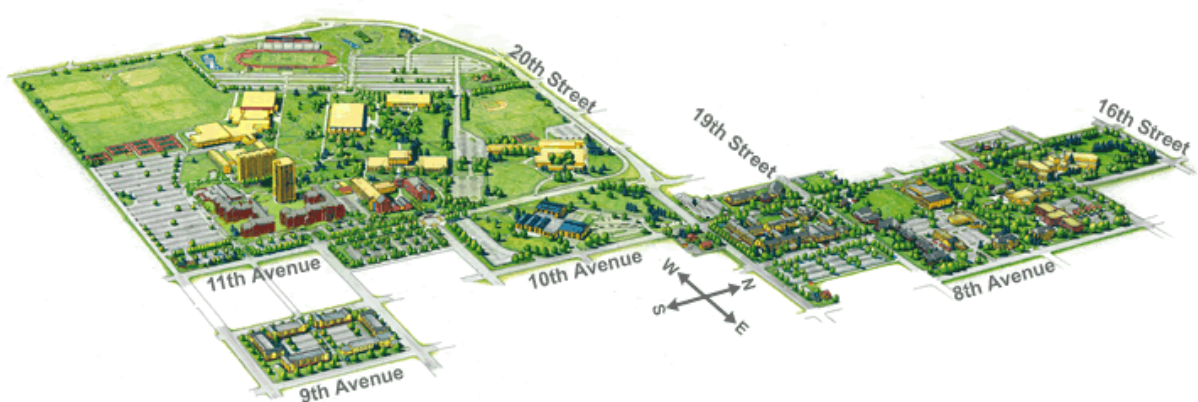 20th Street
19th Street
16th Street
11th Avenue
10th Avenue
8th Avenue
9th Avenue
W
N
S
E